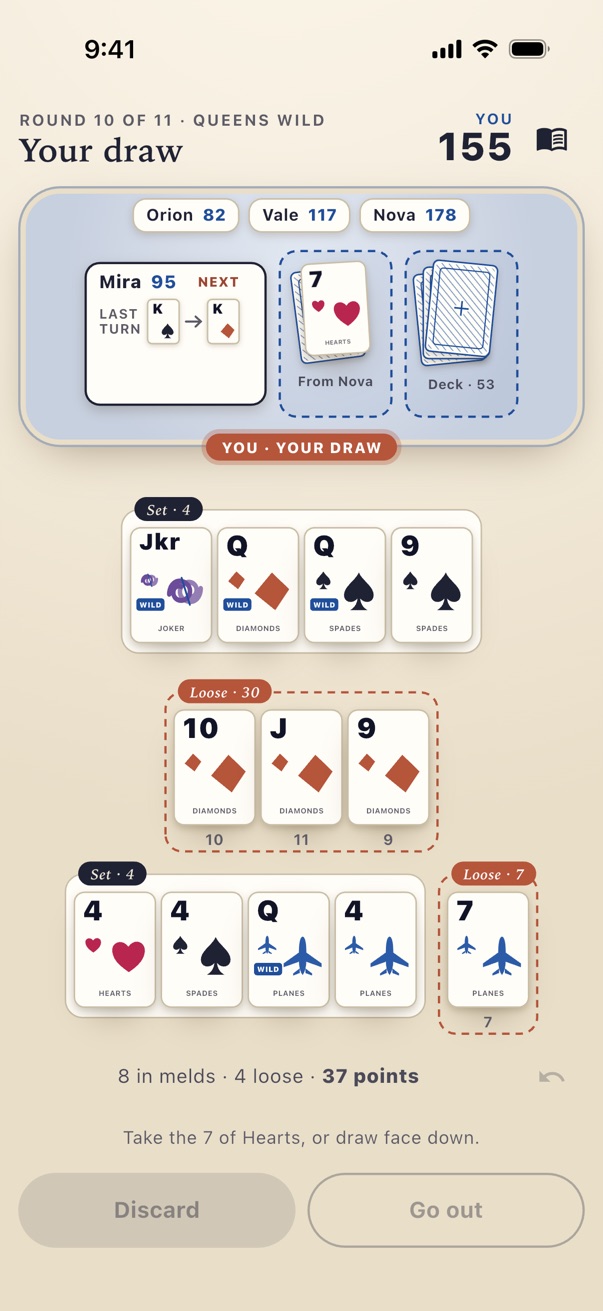 9:41
ROUND 10 OF 11 · QUEENS WILD
Your draw
YOU
155
Orion 82
Vale 117
Nova 178
Mira 95 NEXT
LAST
TURN
K
K
7
HEARTS
From Nova
Deck · 53
YOU · YOUR DRAW
Set · 4
Jkr
WILD
JOKER
Q
WILD
DIAMONDS
Q
WILD
SPADES
9
SPADES
Loose · 30
10
DIAMONDS
10
J
DIAMONDS
11
9
DIAMONDS
9
Set · 4
4
HEARTS
4
SPADES
Q
WILD
PLANES
4
PLANES
Loose · 7
7
PLANES
7
8 in melds · 4 loose · 37 points
Take the 7 of Hearts, or draw face down.
Discard
Go out